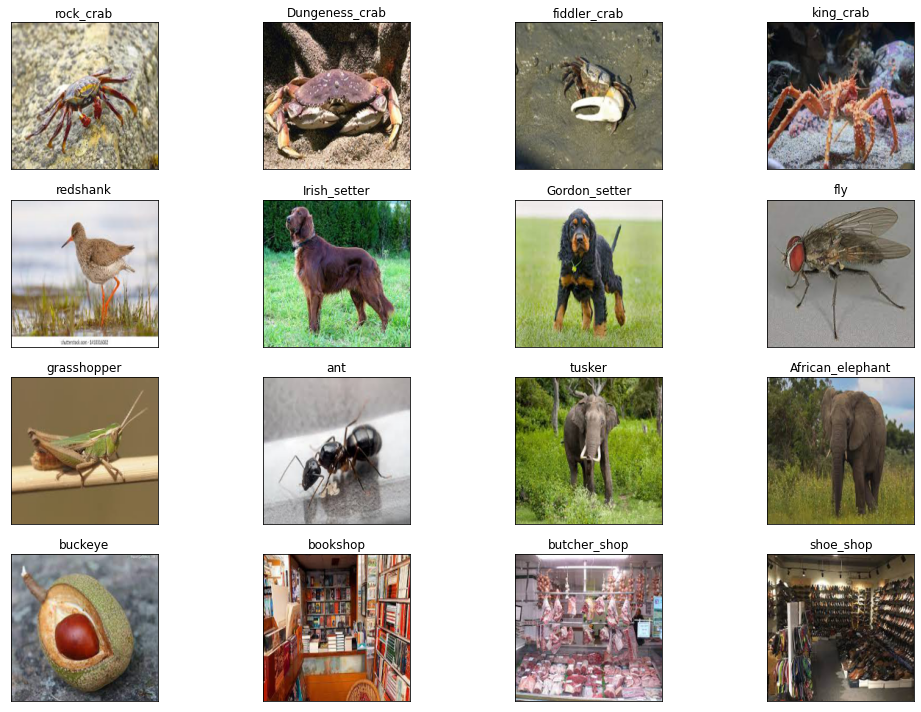 rock_crab
Dungeness_crab
fiddler_crab
king_crab
redshank
Irish_setter
Gordon_setter
fly
grasshopper
ant
tusker
African_elephant
buckeye
bookshop
butcher_shop
shoe_shop